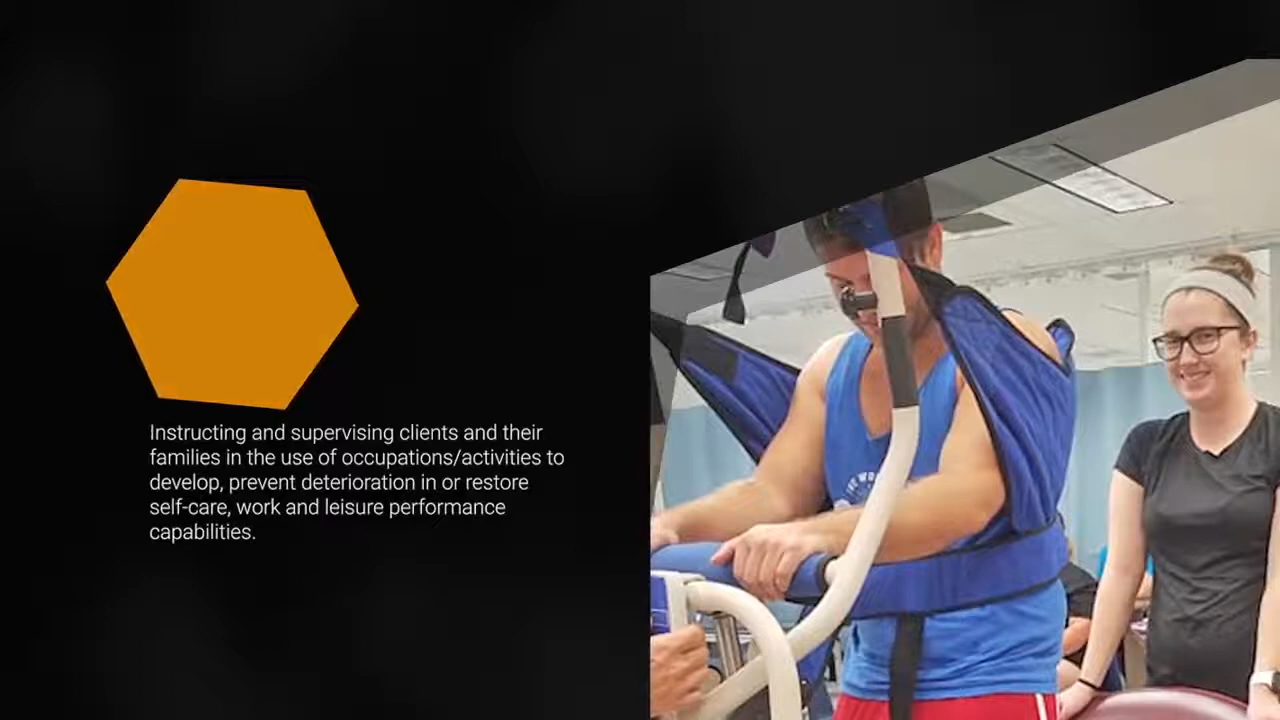 Instructing and supervising clients and their
families in the use of occupations/activities to
develop, prevent deterioration in or restore
self-care, work and leisure performance
capabilities.